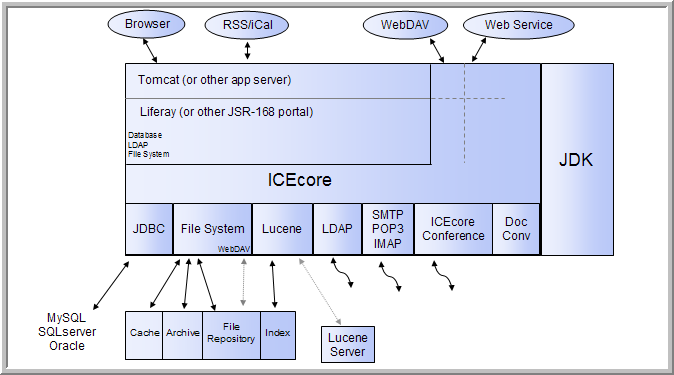 Browser
RSS/iCal
WebDAV
Web Service
Tomcat (or other app server)
Liferay (or other JSR-168 portal)
Database
LDAP
File System
ICEcore
JDK
JDBC
File System
WebDAV
Lucene
LDAP
SMTP
POP3
IMAP
ICEcore
Conference
Doc
Conv
MySQL
SQLserver
Oracle
Cache
Archive
File
Repository
Index
Lucene
Server